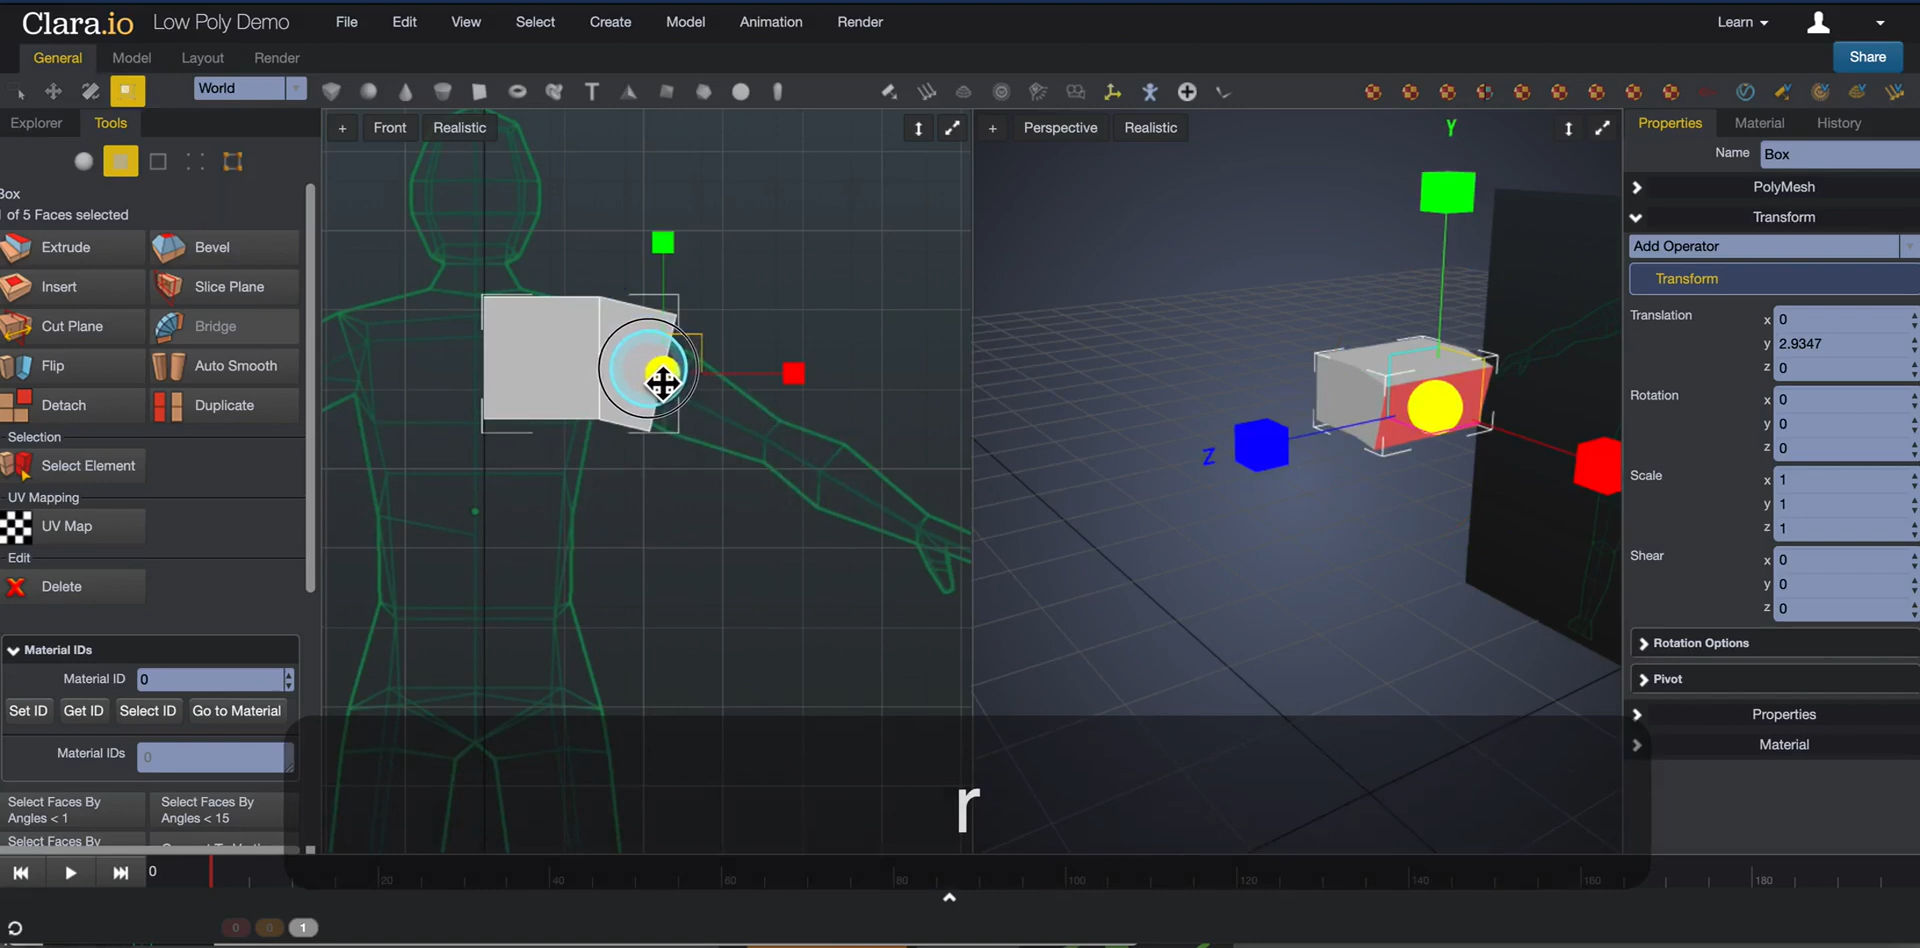 Clara.io Low Poly Demo File Edit View Select Create Model Animation Render Learn
General Model Layout Render Share
World
Explorer Tools
+ Front Realistic
+ Perspective Realistic
Y
Z
Properties Material History
Name Box
PolyMesh
Transform
Add Operator
Transform
Translation x 0
y 2.9347
z 0
Rotation x 0
y 0
z 0
Scale x 1
y 1
z 1
Shear x 0
y 0
z 0
Rotation Options
Pivot
Properties
Material
Box
of 5 Faces selected
Extrude Bevel
Insert Slice Plane
Cut Plane Bridge
Flip Auto Smooth
Detach Duplicate
Selection
Select Element
UV Mapping
UV Map
Edit
Delete
Material IDs
Material ID 0
Set ID Get ID Select ID Go to Material
Material IDs 0
Select Faces By Select Faces By
Angles < 1 Angles < 15
Select Faces By
r
0 20 40 60 80 100 120 140 160 180
0 0 1